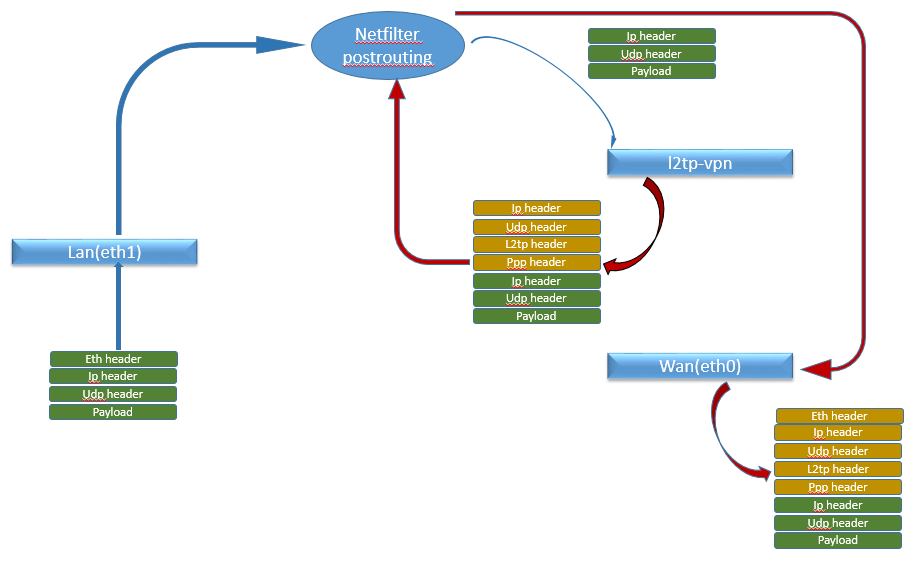 Netfilter
postrouting
Ip header
Udp header
Payload
l2tp-vpn
Ip header
Udp header
L2tp header
Ppp header
Ip header
Udp header
Payload
Lan(eth1)
Eth header
Ip header
Udp header
Payload
Wan(eth0)
Eth header
Ip header
Udp header
L2tp header
Ppp header
Ip header
Udp header
Payload